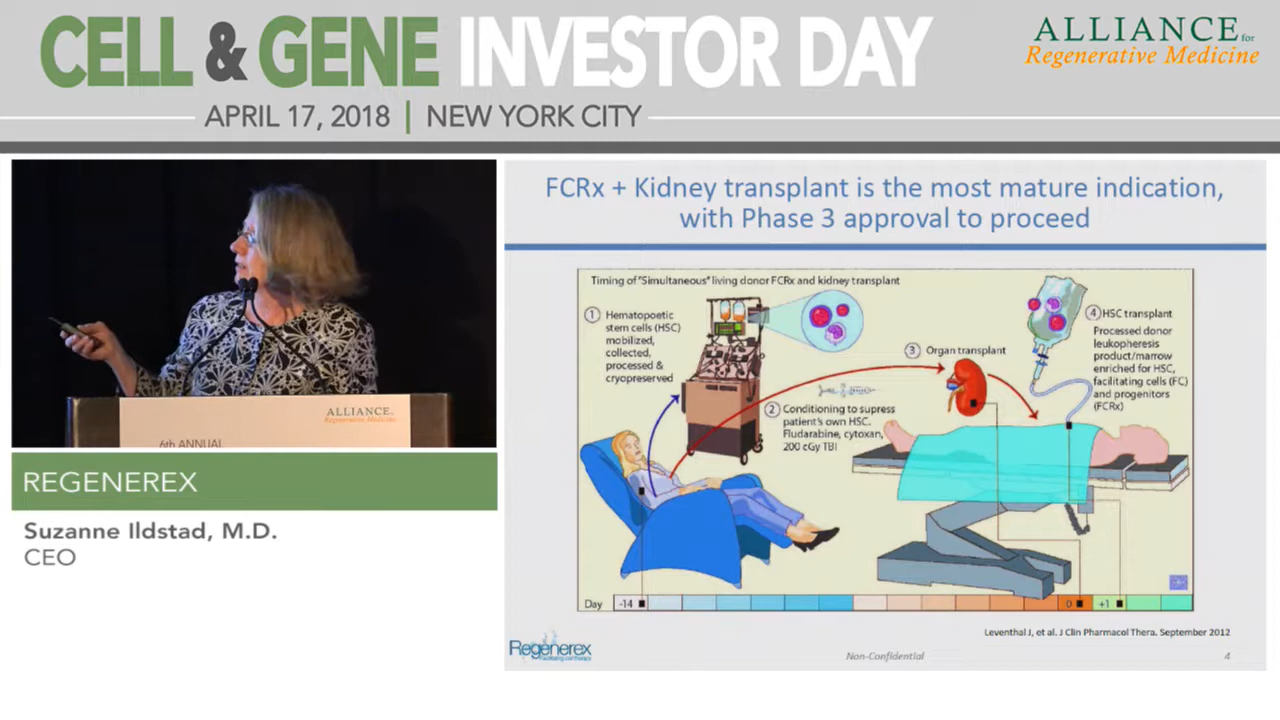 CELL & GENE INVESTOR DAY
APRIL 17, 2018 | NEW YORK CITY
ALLIANCE for
Regenerative Medicine
ALLIANCE
Regenerative Medicine
6th ANNUAL
REGENEREX
Suzanne Ildstad, M.D.
CEO
FCRx + Kidney transplant is the most mature indication,
with Phase 3 approval to proceed
Timing of "Simultaneous" living donor FCRx and kidney transplant
1 Hematopoetic
stem cells (HSC)
mobilized,
collected,
processed &
cryopreserved
2 Conditioning to supress
patient's own HSC.
Fludarabine, cytoxan,
200 cGy TBI
3 Organ transplant
4 HSC transplant
Processed donor
leukopheresis
product/marrow
enriched for HSC,
facilitating cells (FC)
and progenitors
(FCRx)
Day -14 0 +1
Leventhal J, et al. J Clin Pharmacol Thera. September 2012
Regenerex
Non-Confidential
4